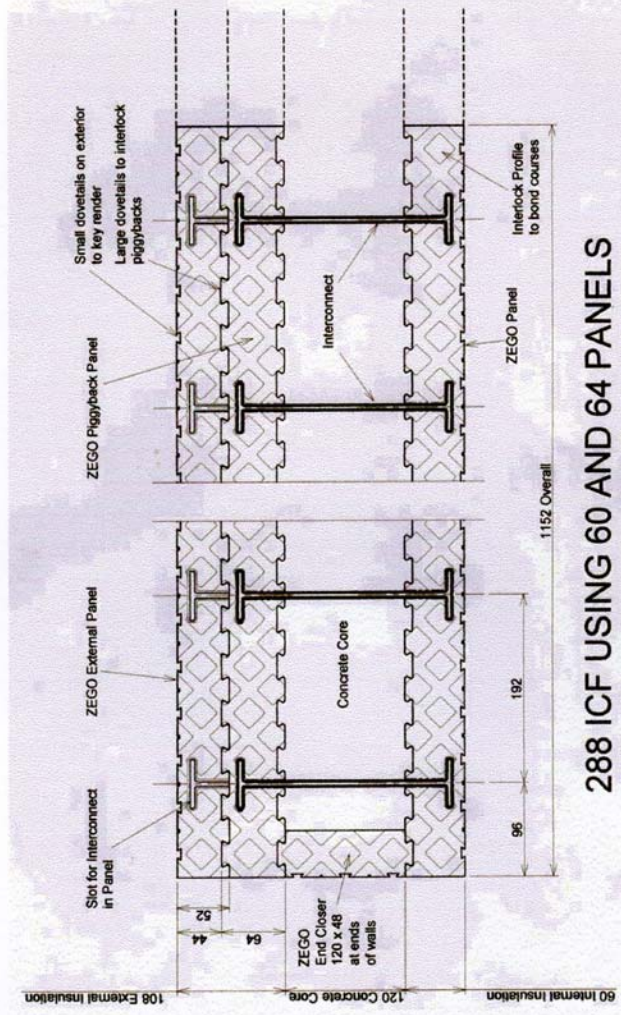 Small dovetails on exterior
to key render
Large dovetails to interlock
piggybacks
ZEGO Piggyback Panel
ZEGO External Panel
Slot for Interconnect
in Panel
52
44
64
108 External Insulation
120 Concrete Core
60 Internal Insulation
Interconnect
Concrete Core
Interlock Profile
to bond courses
ZEGO Panel
192
96
1152 Overall
ZEGO
End Closer
120 x 48
at ends
of walls
288 ICF USING 60 AND 64 PANELS